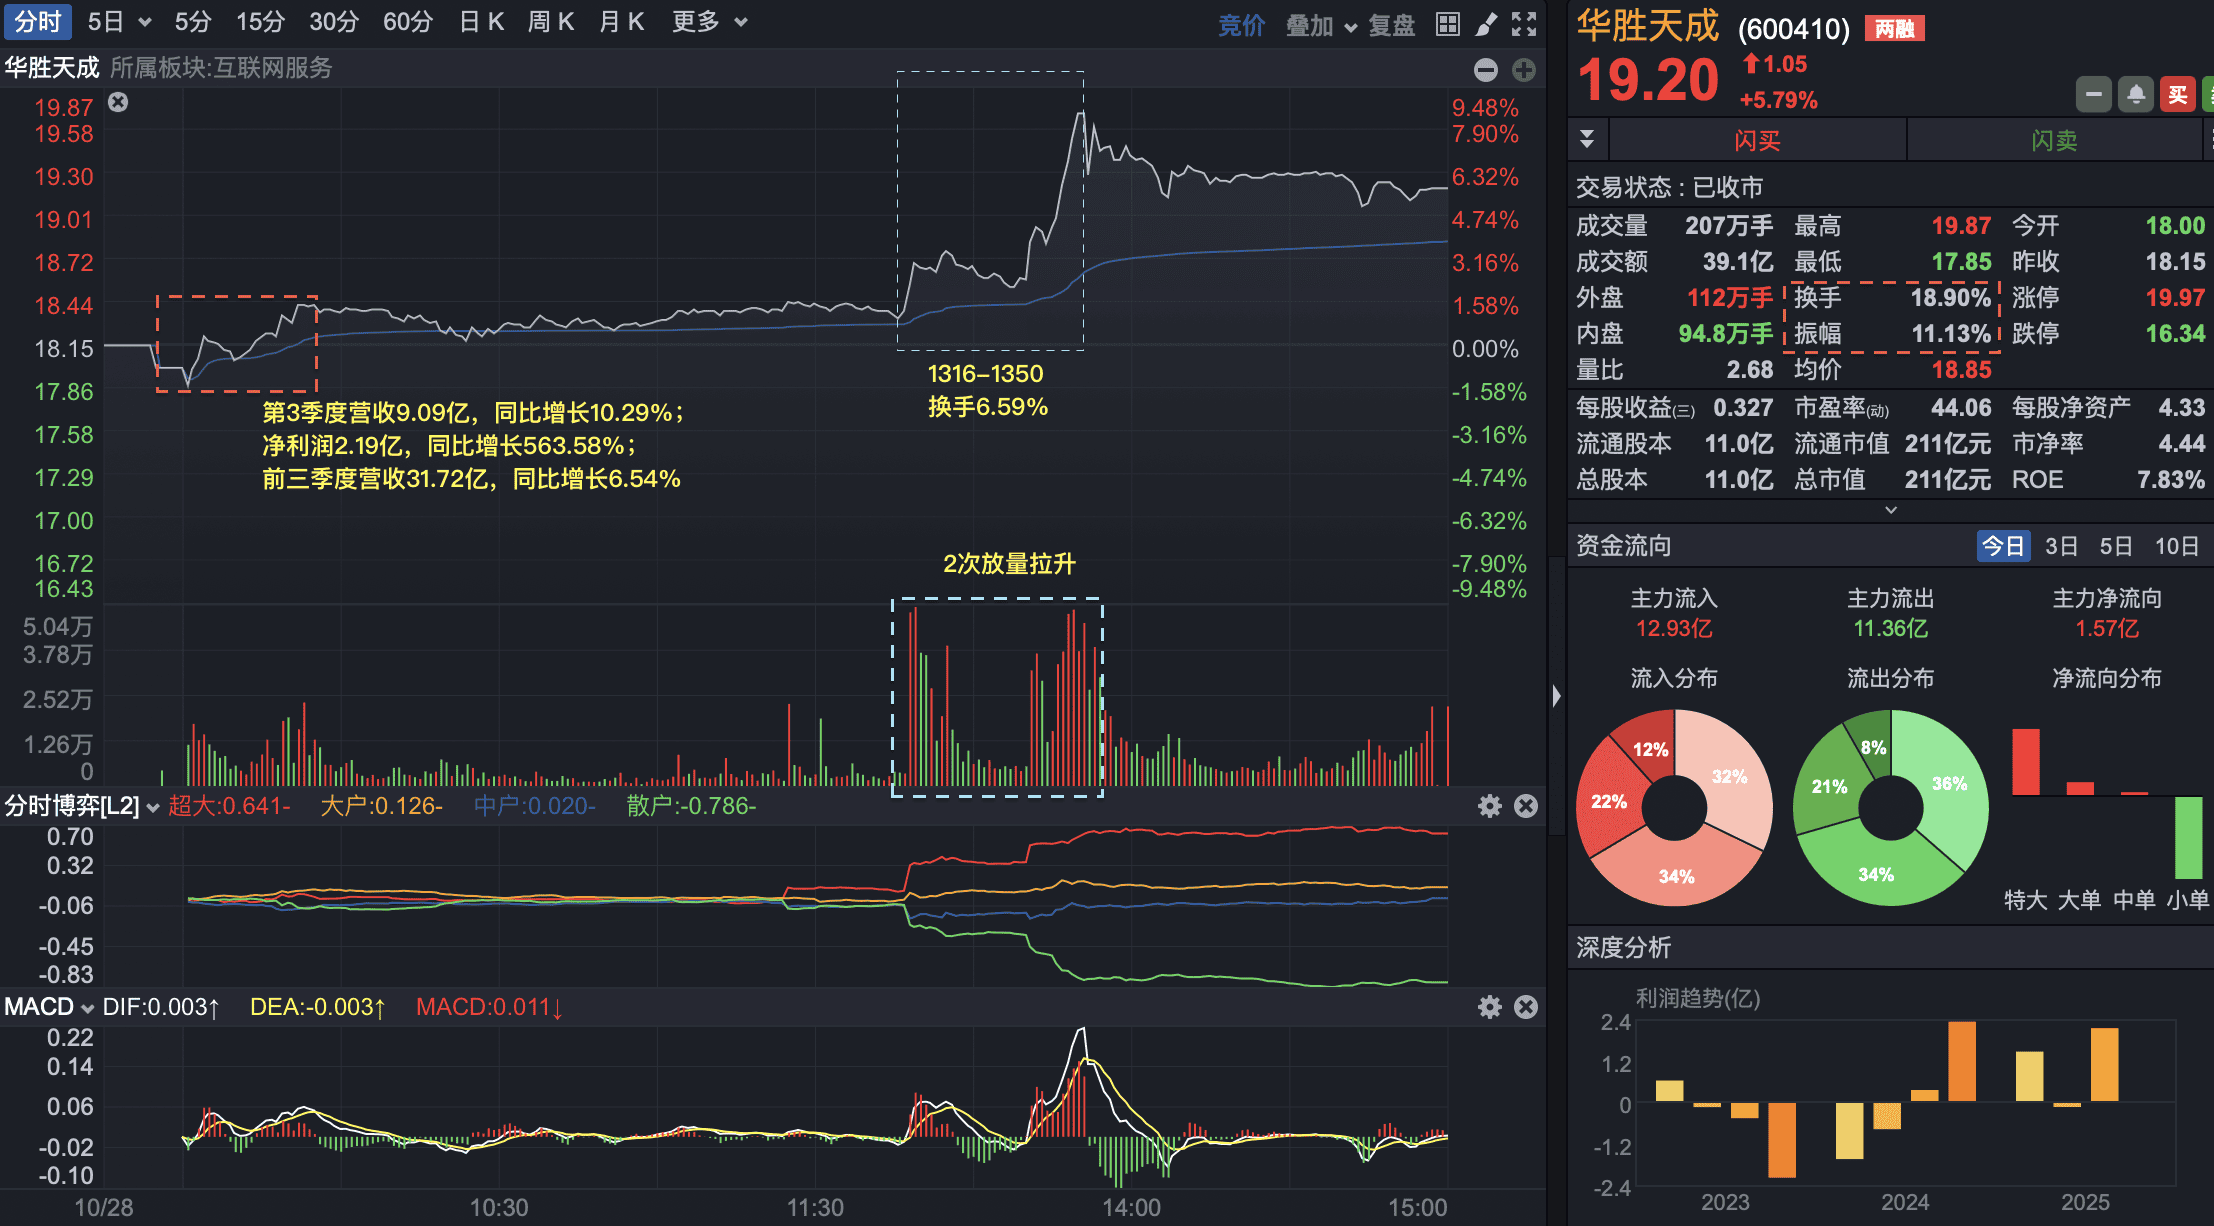 分时 5日 5分 15分 30分 60分 日K 周K 月K 更多 竞价 叠加 复盘
华胜天成 所属板块:互联网服务
19.87 9.48%
19.58 7.90%
19.30 6.32%
19.01 4.74%
18.72 3.16%
18.44 1.58%
18.15 0.00%
17.86 -1.58%
17.58 -3.16%
17.29 -4.74%
17.00 -6.32%
16.72 -7.90%
16.43 -9.48%
1316-1350
换手6.59%
第3季度营收9.09亿，同比增长10.29%；
净利润2.19亿，同比增长563.58%；
前三季度营收31.72亿，同比增长6.54%
2次放量拉升
5.04万
3.78万
2.52万
1.26万
0
分时博弈[L2] 超大:0.641- 大户:0.126- 中户:0.020- 散户:-0.786-
0.70
0.32
-0.06
-0.45
-0.83
MACD DIF:0.003↑ DEA:-0.003↑ MACD:0.011↓
0.22
0.14
0.06
-0.02
-0.10
10/28 10:30 11:30 14:00 15:00
华胜天成 (600410) 两融
19.20 1.05
+5.79%
买
闪买 闪卖
交易状态 : 已收市
成交量 207万手 最高 19.87 今开 18.00
成交额 39.1亿 最低 17.85 昨收 18.15
外盘 112万手 换手 18.90% 涨停 19.97
内盘 94.8万手 振幅 11.13% 跌停 16.34
量比 2.68 均价 18.85
每股收益(三) 0.327 市盈率(动) 44.06 每股净资产 4.33
流通股本 11.0亿 流通市值 211亿元 市净率 4.44
总股本 11.0亿 总市值 211亿元 ROE 7.83%
资金流向 今日 3日 5日 10日
主力流入 主力流出 主力净流向
12.93亿 11.36亿 1.57亿
流入分布 流出分布 净流向分布
12% 32% 22% 34%
8% 36% 21% 34%
特大 大单 中单 小单
深度分析
利润趋势(亿)
2.4
1.2
0
-1.2
-2.4
2023 2024 2025